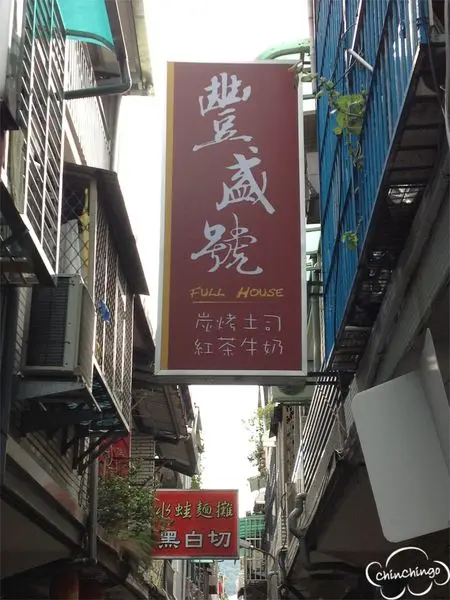 豐盛號
FULL HOUSE
炭烤土司
紅茶牛奶
水蛙麵攤
黑白切
chinchingo